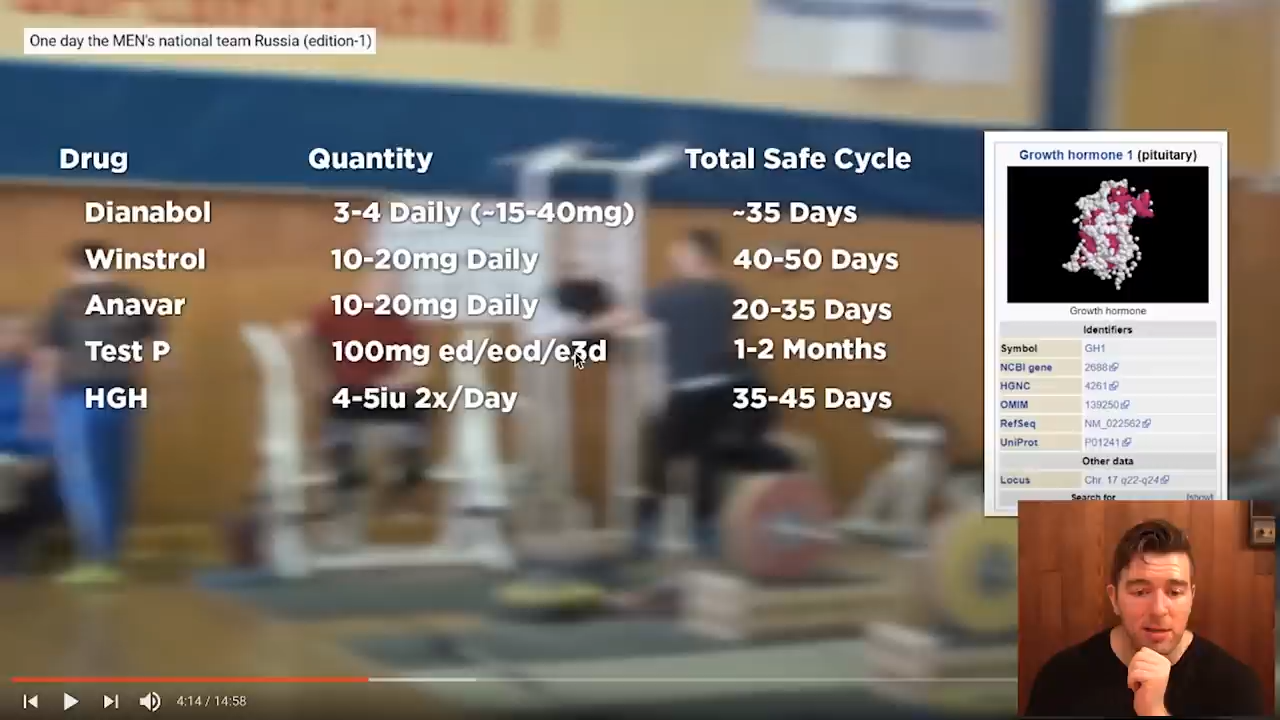 One day the MEN's national team Russia (edition-1)
Drug Quantity Total Safe Cycle
Dianabol 3-4 Daily (~15-40mg) ~35 Days
Winstrol 10-20mg Daily 40-50 Days
Anavar 10-20mg Daily 20-35 Days
Test P 100mg ed/eod/e3d 1-2 Months
HGH 4-5iu 2x/Day 35-45 Days
Growth hormone 1 (pituitary)
Growth hormone
Identifiers
Symbol GH1
NCBI gene 2688
HGNC 4261
OMIM 139250
RefSeq NM_022562
UniProt P01241
Other data
Locus Chr. 17 q22-q24
Search for [show]
4:14 / 14:58